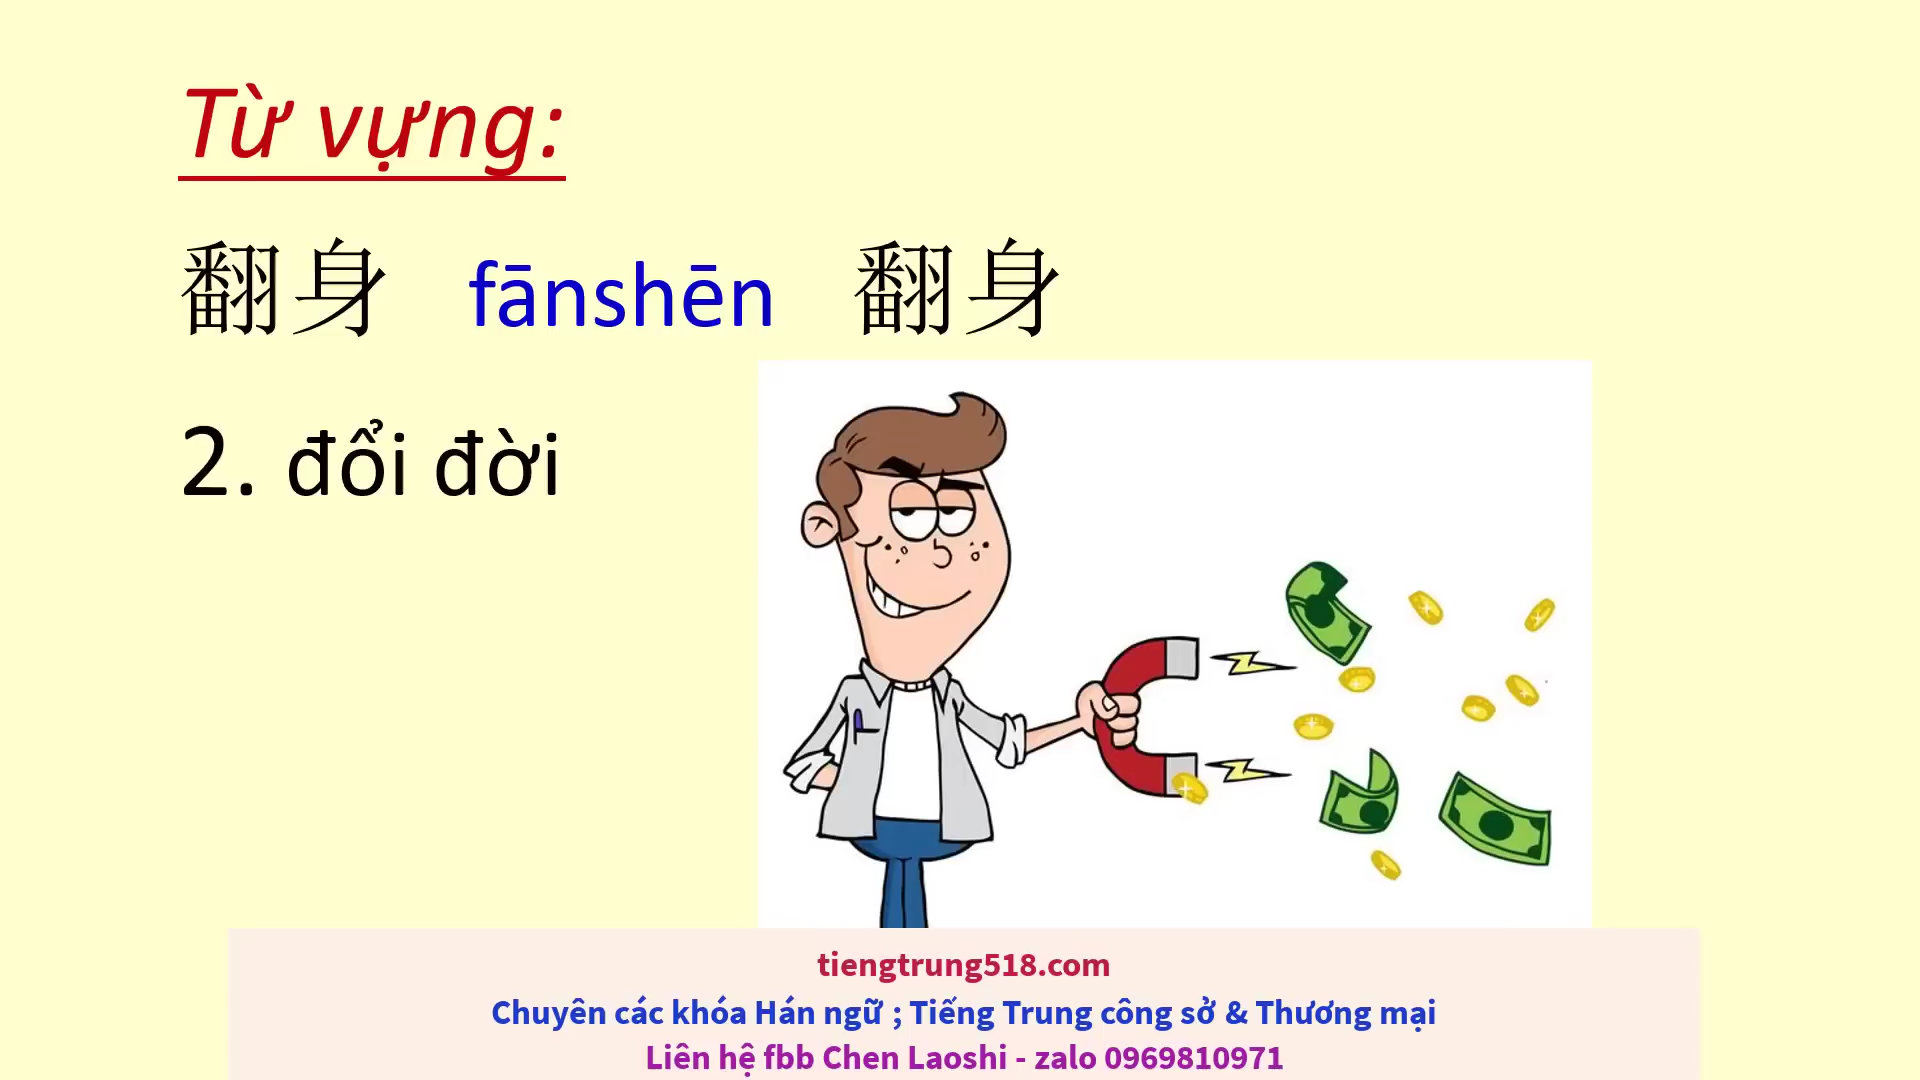 Từ vựng:
翻身 fānshēn 翻身
2. đổi đời
tiengtrung518.com
Chuyên các khóa Hán ngữ ; Tiếng Trung công sở & Thương mại
Liên hệ fbb Chen Laoshi - zalo 0969810971